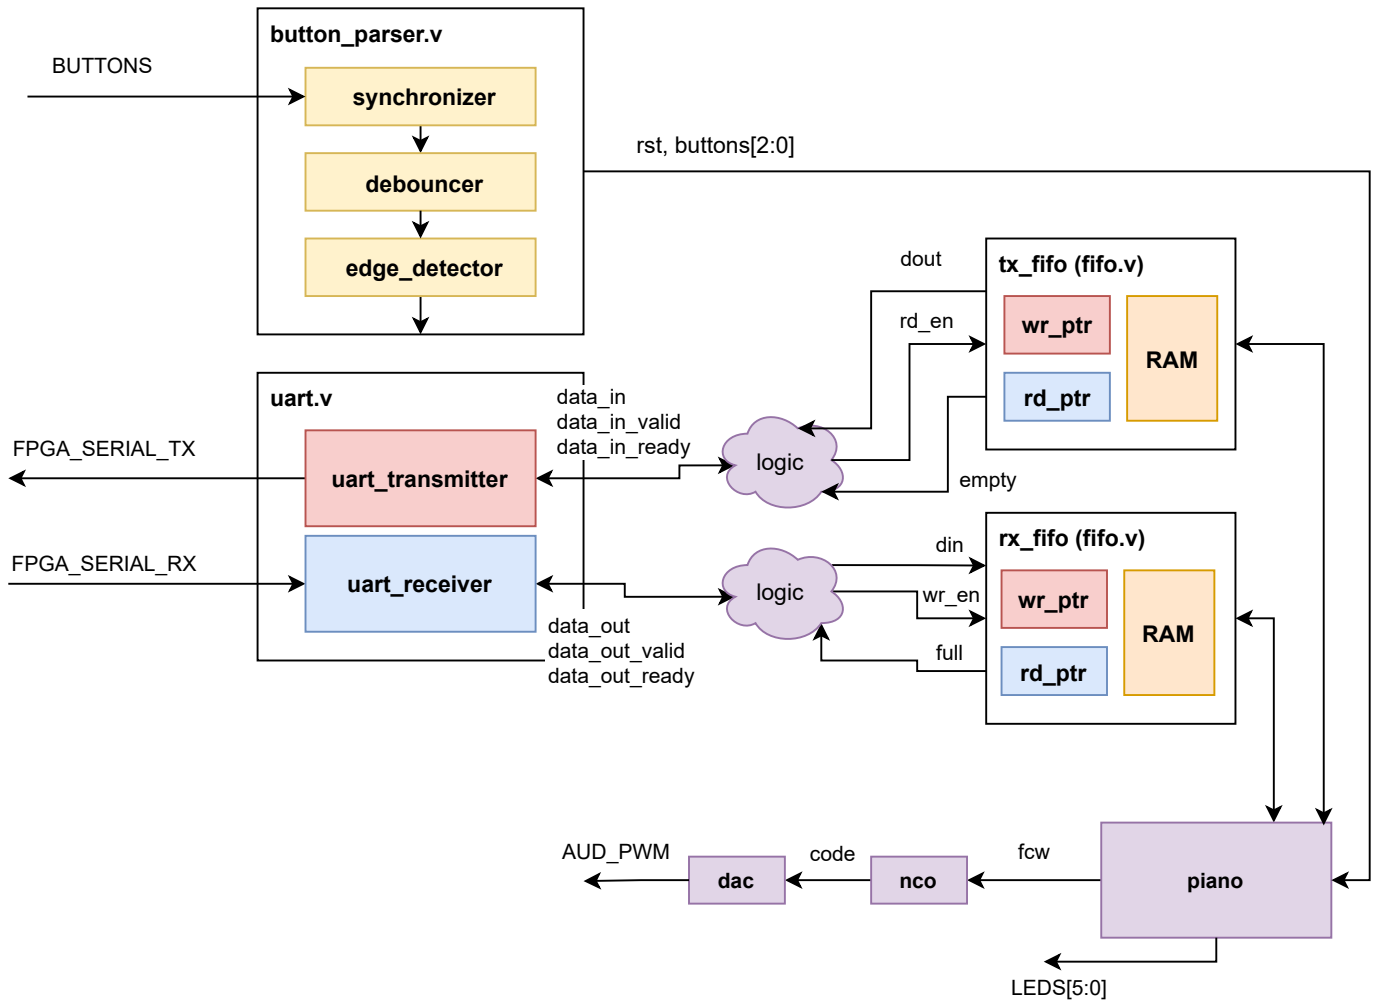 button_parser.v
BUTTONS
synchronizer
rst, buttons[2:0]
debouncer
edge_detector
dout
tx_fifo (fifo.v)
rd_en
wr_ptr
RAM
rd_ptr
uart.v
data_in
data_in_valid
data_in_ready
FPGA_SERIAL_TX
uart_transmitter
logic
empty
rx_fifo (fifo.v)
din
FPGA_SERIAL_RX
uart_receiver
logic
wr_en
wr_ptr
RAM
data_out
data_out_valid
data_out_ready
full
rd_ptr
AUD_PWM
dac
code
nco
fcw
piano
LEDS[5:0]